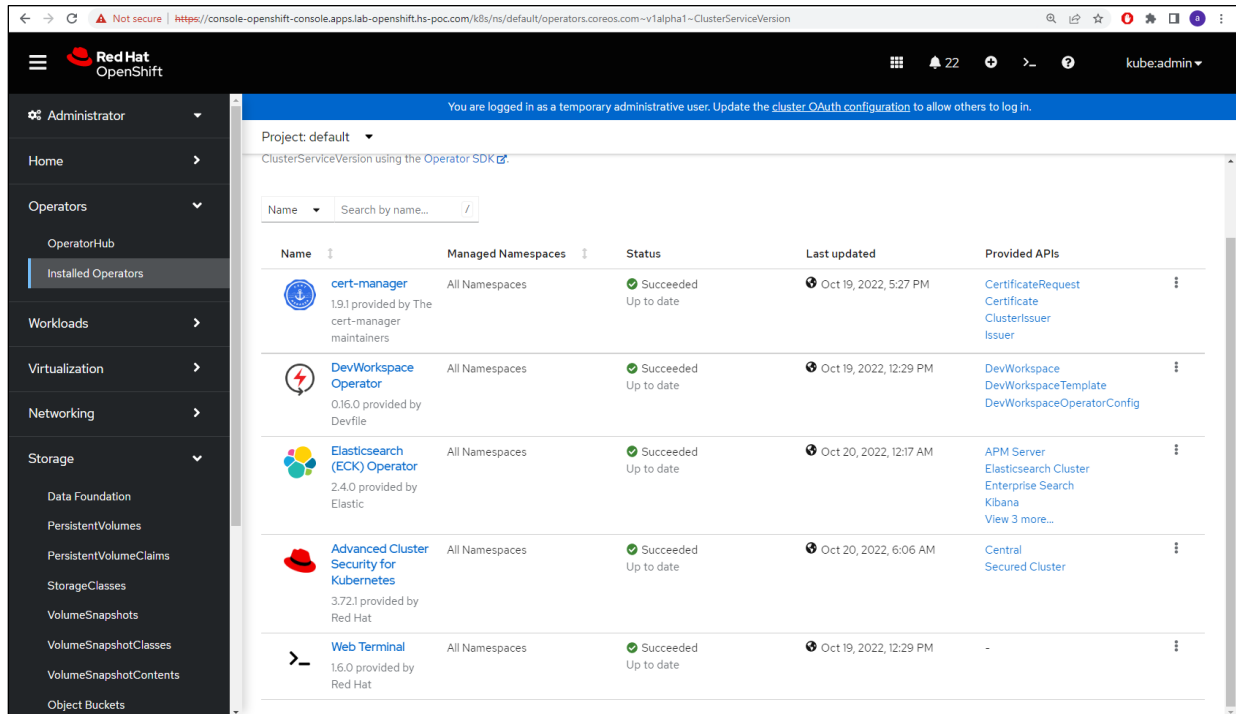 Not secure | https://console-openshift-console.apps.lab-openshift.hs-poc.com/k8s/ns/default/operators.coreos.com~v1alpha1~ClusterServiceVersion
a
Red Hat
OpenShift
22
kube:admin
You are logged in as a temporary administrative user. Update the cluster OAuth configuration to allow others to log in.
Administrator
Home
Operators
OperatorHub
Installed Operators
Workloads
Virtualization
Networking
Storage
Data Foundation
PersistentVolumes
PersistentVolumeClaims
StorageClasses
VolumeSnapshots
VolumeSnapshotClasses
VolumeSnapshotContents
Object Buckets
Project: default
ClusterServiceVersion using the Operator SDK.
Name Search by name... /
Name Managed Namespaces Status Last updated Provided APIs
cert-manager
1.9.1 provided by The
cert-manager
maintainers
All Namespaces
Succeeded
Up to date
Oct 19, 2022, 5:27 PM
CertificateRequest
Certificate
ClusterIssuer
Issuer
DevWorkspace
Operator
0.16.0 provided by
Devfile
All Namespaces
Succeeded
Up to date
Oct 19, 2022, 12:29 PM
DevWorkspace
DevWorkspaceTemplate
DevWorkspaceOperatorConfig
Elasticsearch
(ECK) Operator
2.4.0 provided by
Elastic
All Namespaces
Succeeded
Up to date
Oct 20, 2022, 12:17 AM
APM Server
Elasticsearch Cluster
Enterprise Search
Kibana
View 3 more...
Advanced Cluster
Security for
Kubernetes
3.72.1 provided by
Red Hat
All Namespaces
Succeeded
Up to date
Oct 20, 2022, 6:06 AM
Central
Secured Cluster
Web Terminal
1.6.0 provided by
Red Hat
All Namespaces
Succeeded
Up to date
Oct 19, 2022, 12:29 PM
-